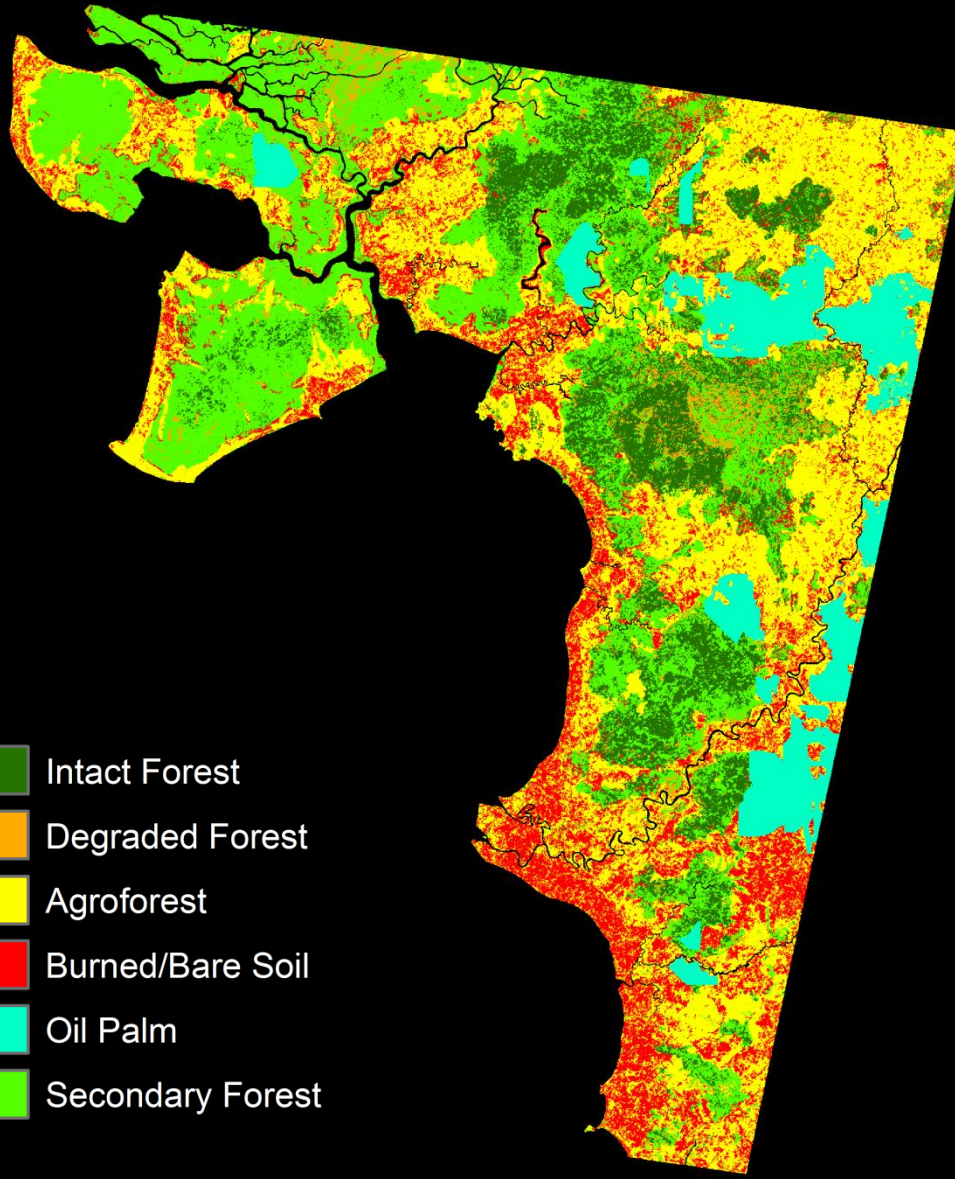 Intact Forest
Degraded Forest
Agroforest
Burned/Bare Soil
Oil Palm
Secondary Forest